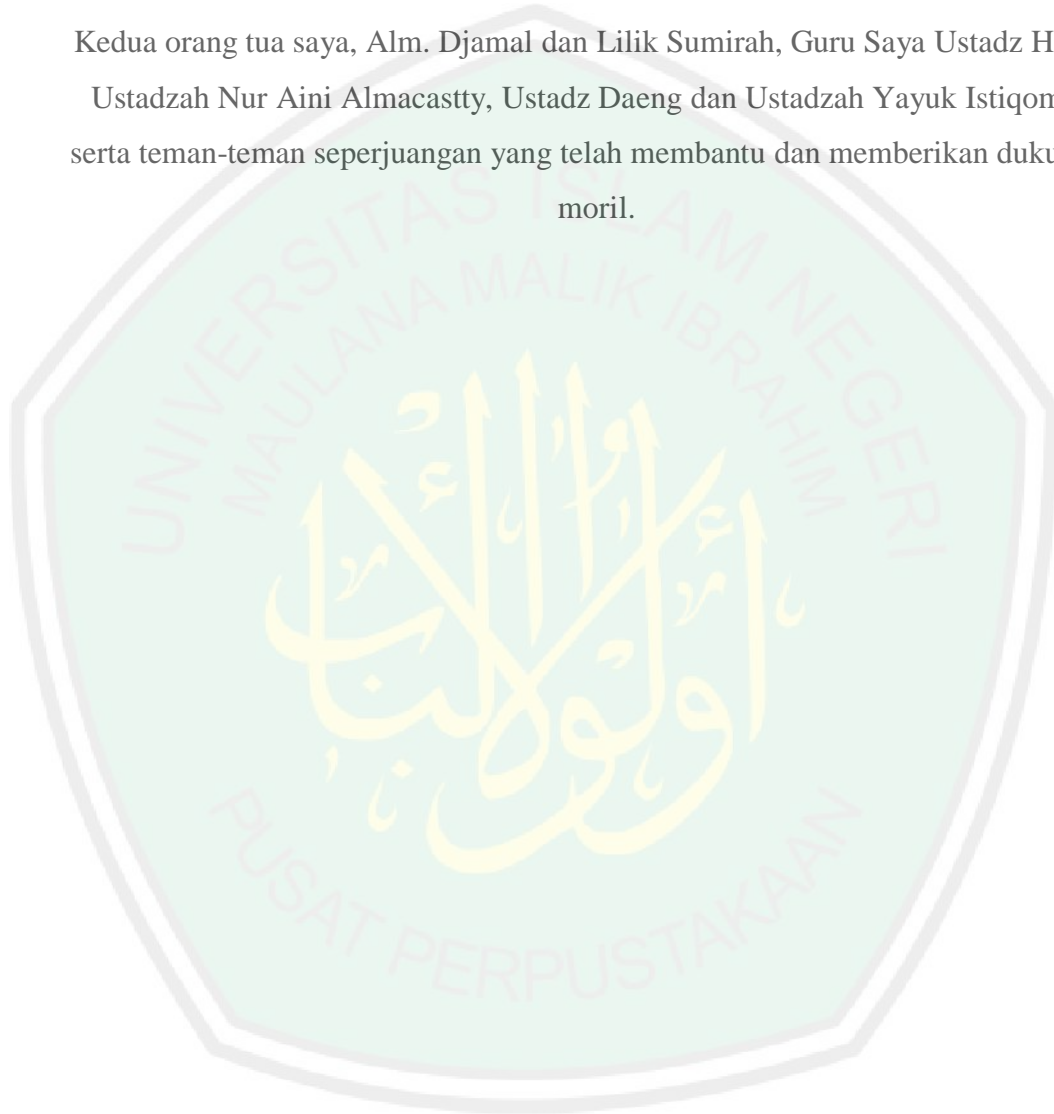 Kedua orang tua saya, Alm. Djamal dan Lilik Sumirah, Guru Saya Ustadz H
Ustadzah Nur Aini Almacastty, Ustadz Daeng dan Ustadzah Yayuk Istiqom
serta teman-teman seperjuangan yang telah membantu dan memberikan duku
moril.
UNIVERSITAS ISLAM NEGERI
MAULANA MALIK IBRAHIM
أولو الألباب
PUSAT PERPUSTAKAAN